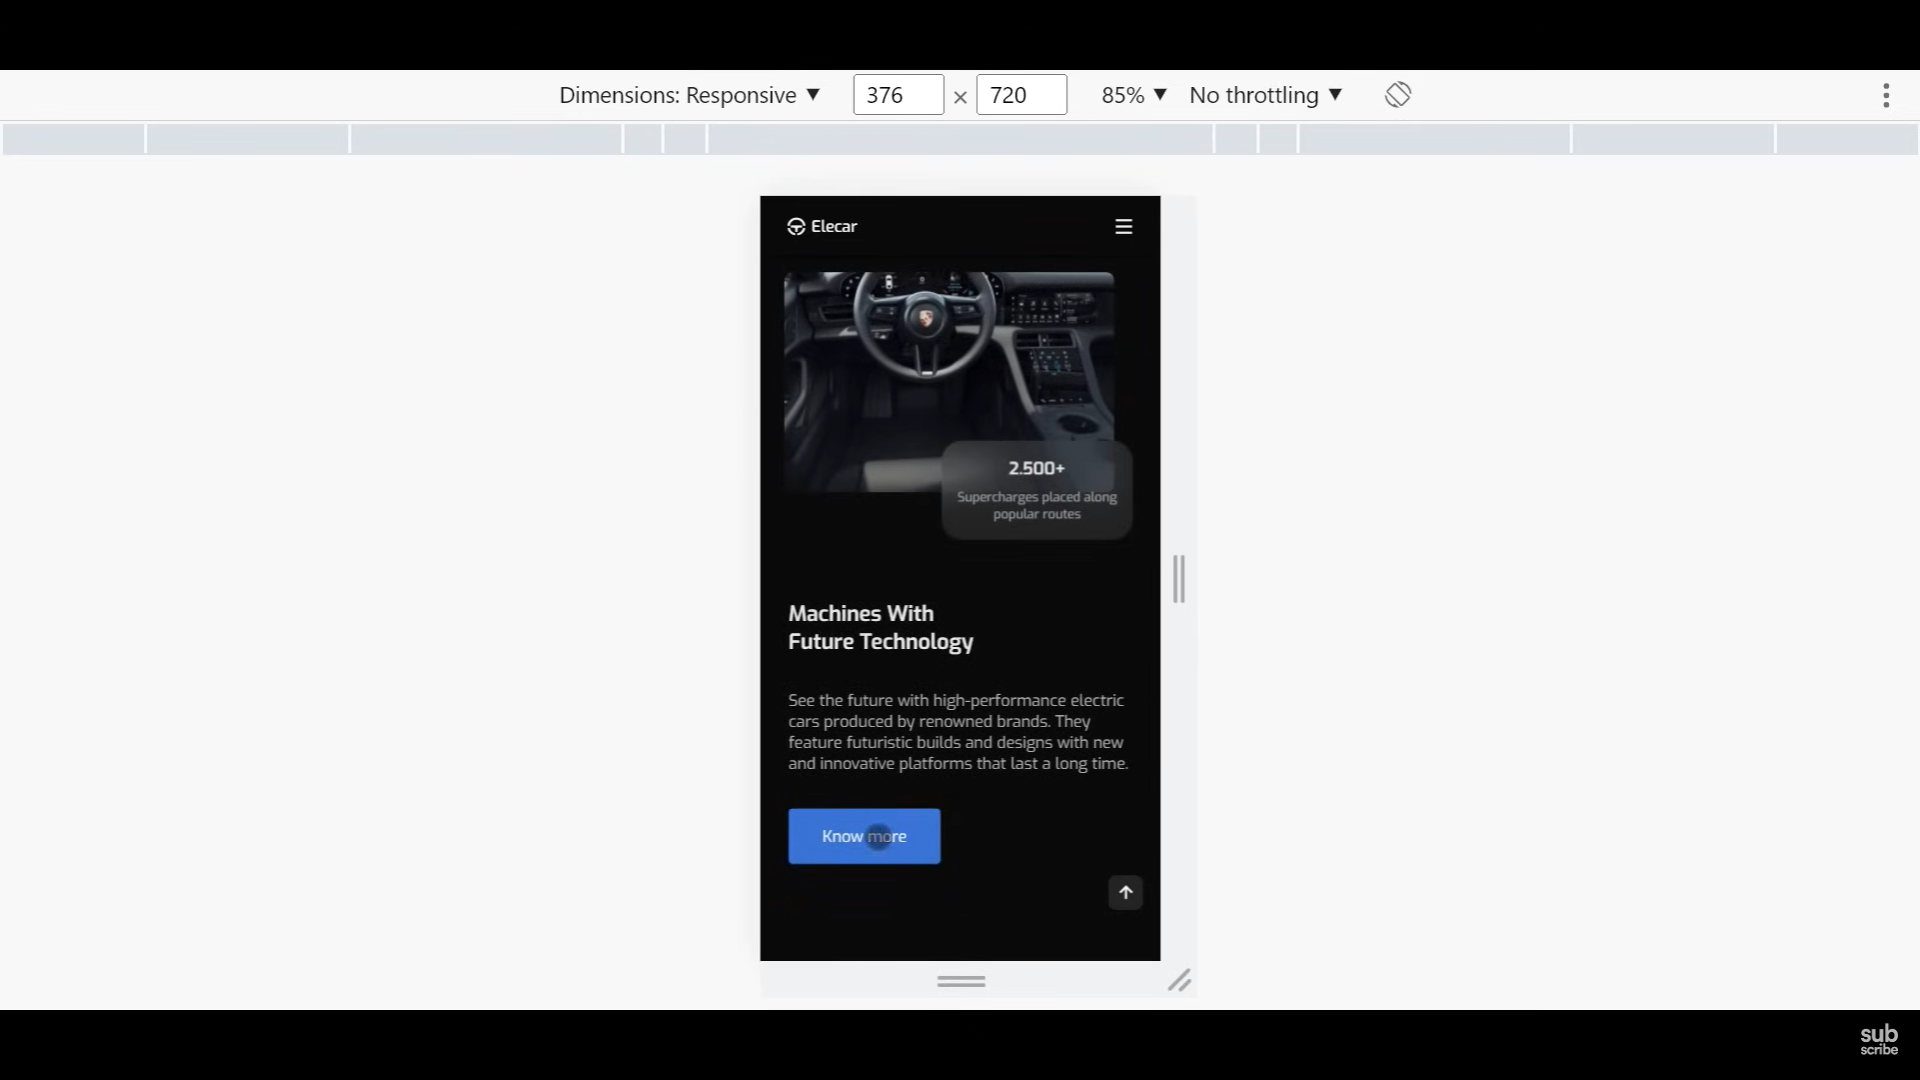 Dimensions: Responsive ▼ 376 × 720 85% ▼ No throttling ▼
Elecar
2.500+
Supercharges placed along
popular routes
Machines With
Future Technology
See the future with high-performance electric
cars produced by renowned brands. They
feature futuristic builds and designs with new
and innovative platforms that last a long time.
Know more
sub
scribe